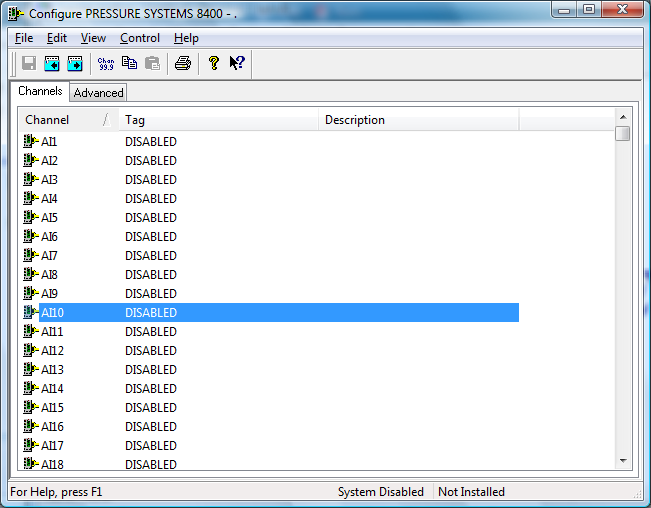 Configure PRESSURE SYSTEMS 8400 - .
File Edit View Control Help
Chan 99.9
Channels Advanced
Channel / Tag Description
AI1 DISABLED
AI2 DISABLED
AI3 DISABLED
AI4 DISABLED
AI5 DISABLED
AI6 DISABLED
AI7 DISABLED
AI8 DISABLED
AI9 DISABLED
AI10 DISABLED
AI11 DISABLED
AI12 DISABLED
AI13 DISABLED
AI14 DISABLED
AI15 DISABLED
AI16 DISABLED
AI17 DISABLED
AI18 DISABLED
For Help, press F1 System Disabled Not Installed